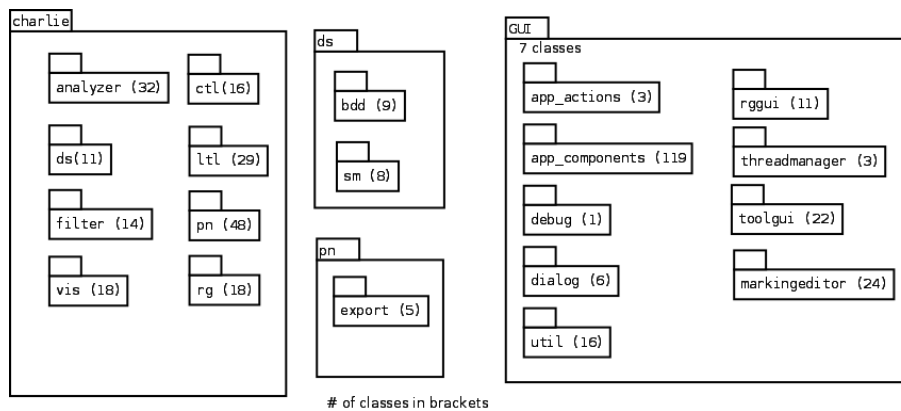 charlie
analyzer (32)
ctl(16)
ds(11)
ltl (29)
filter (14)
pn (48)
vis (18)
rg (18)
ds
bdd (9)
sm (8)
pn
export (5)
# of classes in brackets
GUI
7 classes
app_actions (3)
rggui (11)
app_components (119
threadmanager (3)
debug (1)
toolgui (22)
dialog (6)
markingeditor (24)
util (16)